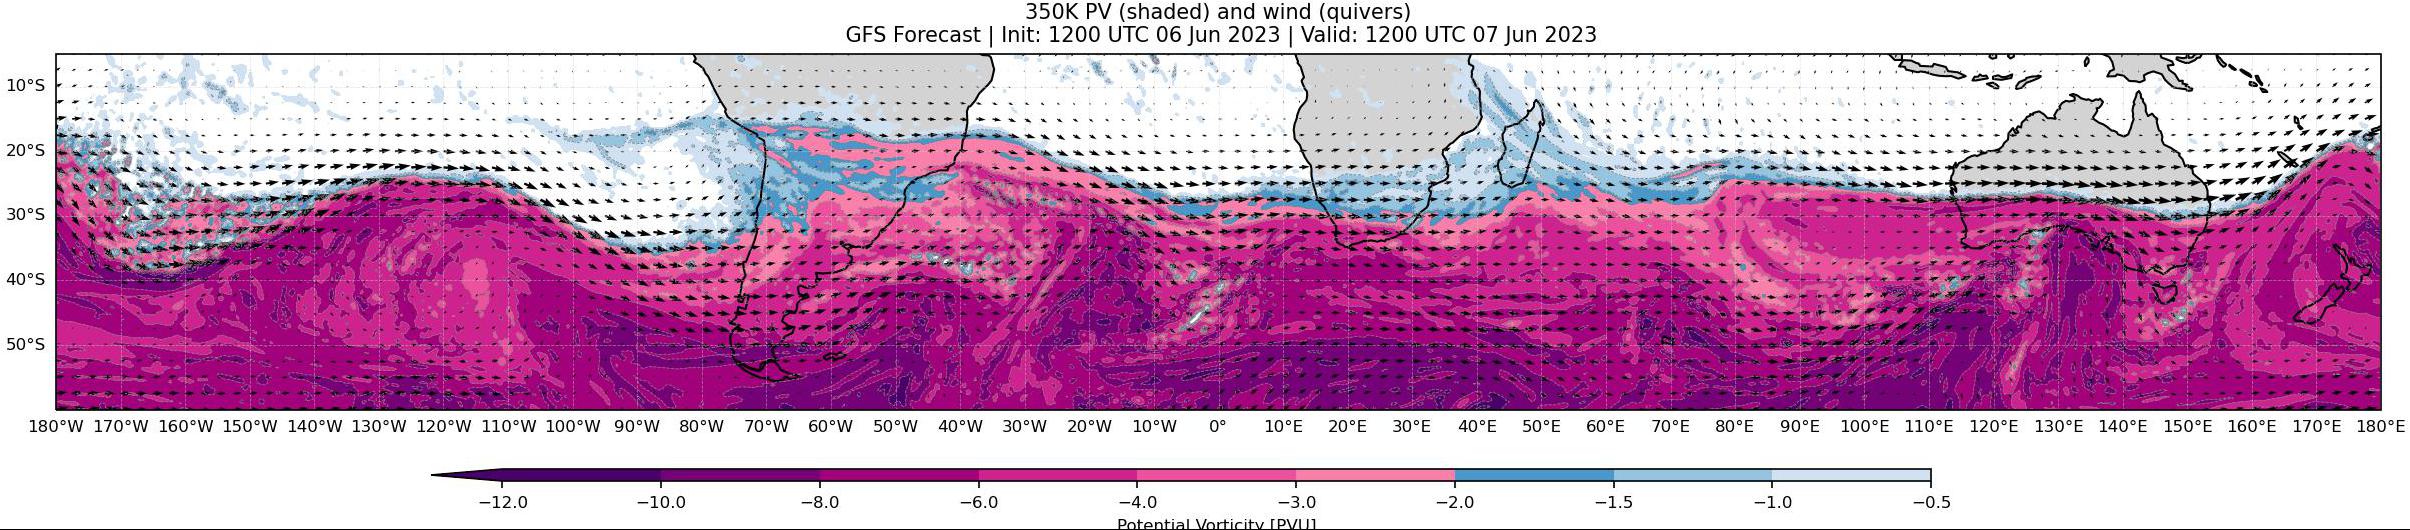 350K PV (shaded) and wind (quivers)
GFS Forecast | Init: 1200 UTC 06 Jun 2023 | Valid: 1200 UTC 07 Jun 2023
10°S
20°S
30°S
40°S
50°S
180°W 170°W 160°W 150°W 140°W 130°W 120°W 110°W 100°W 90°W 80°W 70°W 60°W 50°W 40°W 30°W 20°W 10°W 0° 10°E 20°E 30°E 40°E 50°E 60°E 70°E 80°E 90°E 100°E 110°E 120°E 130°E 140°E 150°E 160°E 170°E 180°E
−12.0 −10.0 −8.0 −6.0 −4.0 −3.0 −2.0 −1.5 −1.0 −0.5
Potential Vorticity [PVU]